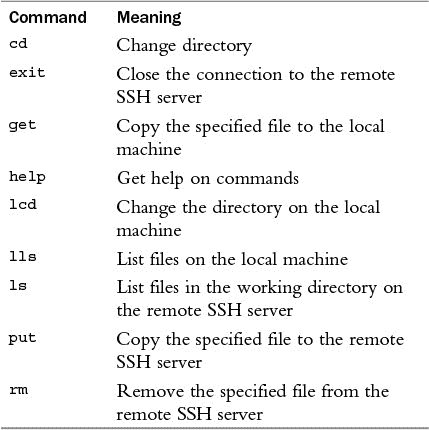 Command Meaning
cd Change directory
exit Close the connection to the remote
SSH server
get Copy the specified file to the local
machine
help Get help on commands
lcd Change the directory on the local
machine
lls List files on the local machine
ls List files in the working directory on
the remote SSH server
put Copy the specified file to the remote
SSH server
rm Remove the specified file from the
remote SSH server